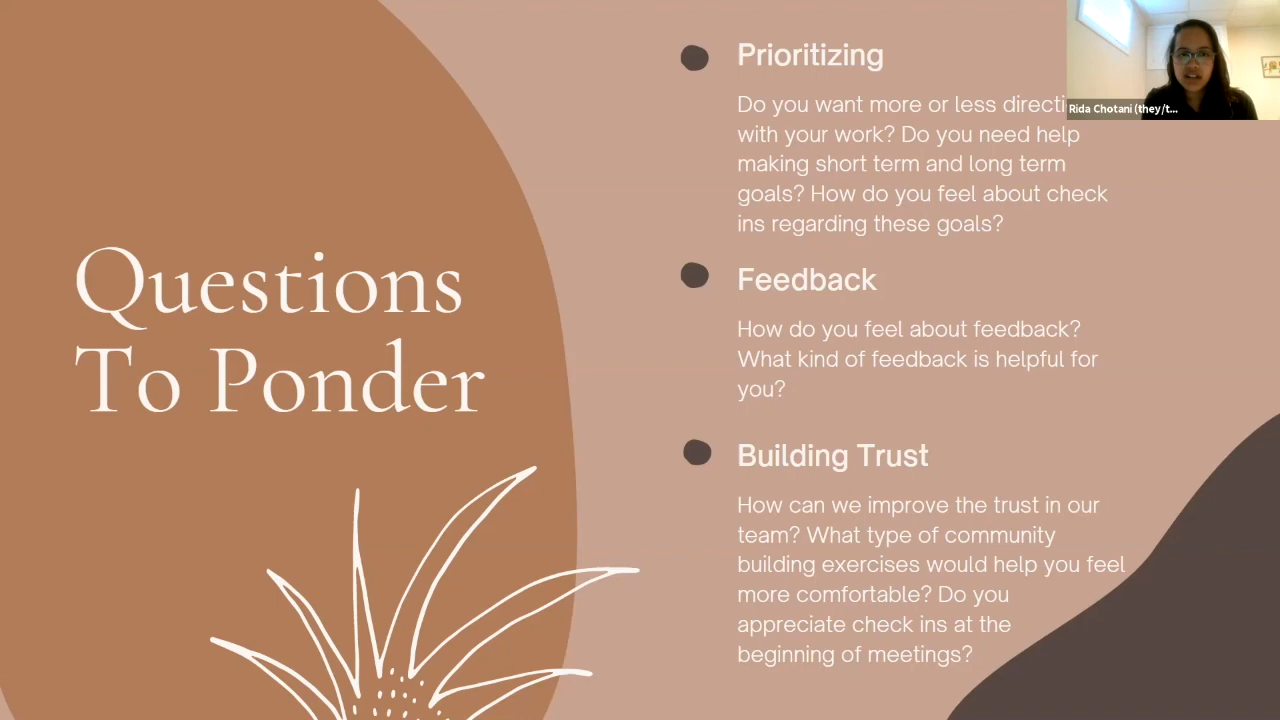 Questions
To Ponder
Prioritizing
Do you want more or less directi
with your work? Do you need help
making short term and long term
goals? How do you feel about check
ins regarding these goals?
Feedback
How do you feel about feedback?
What kind of feedback is helpful for
you?
Building Trust
How can we improve the trust in our
team? What type of community
building exercises would help you feel
more comfortable? Do you
appreciate check ins at the
beginning of meetings?
Rida Chotani (they/t...